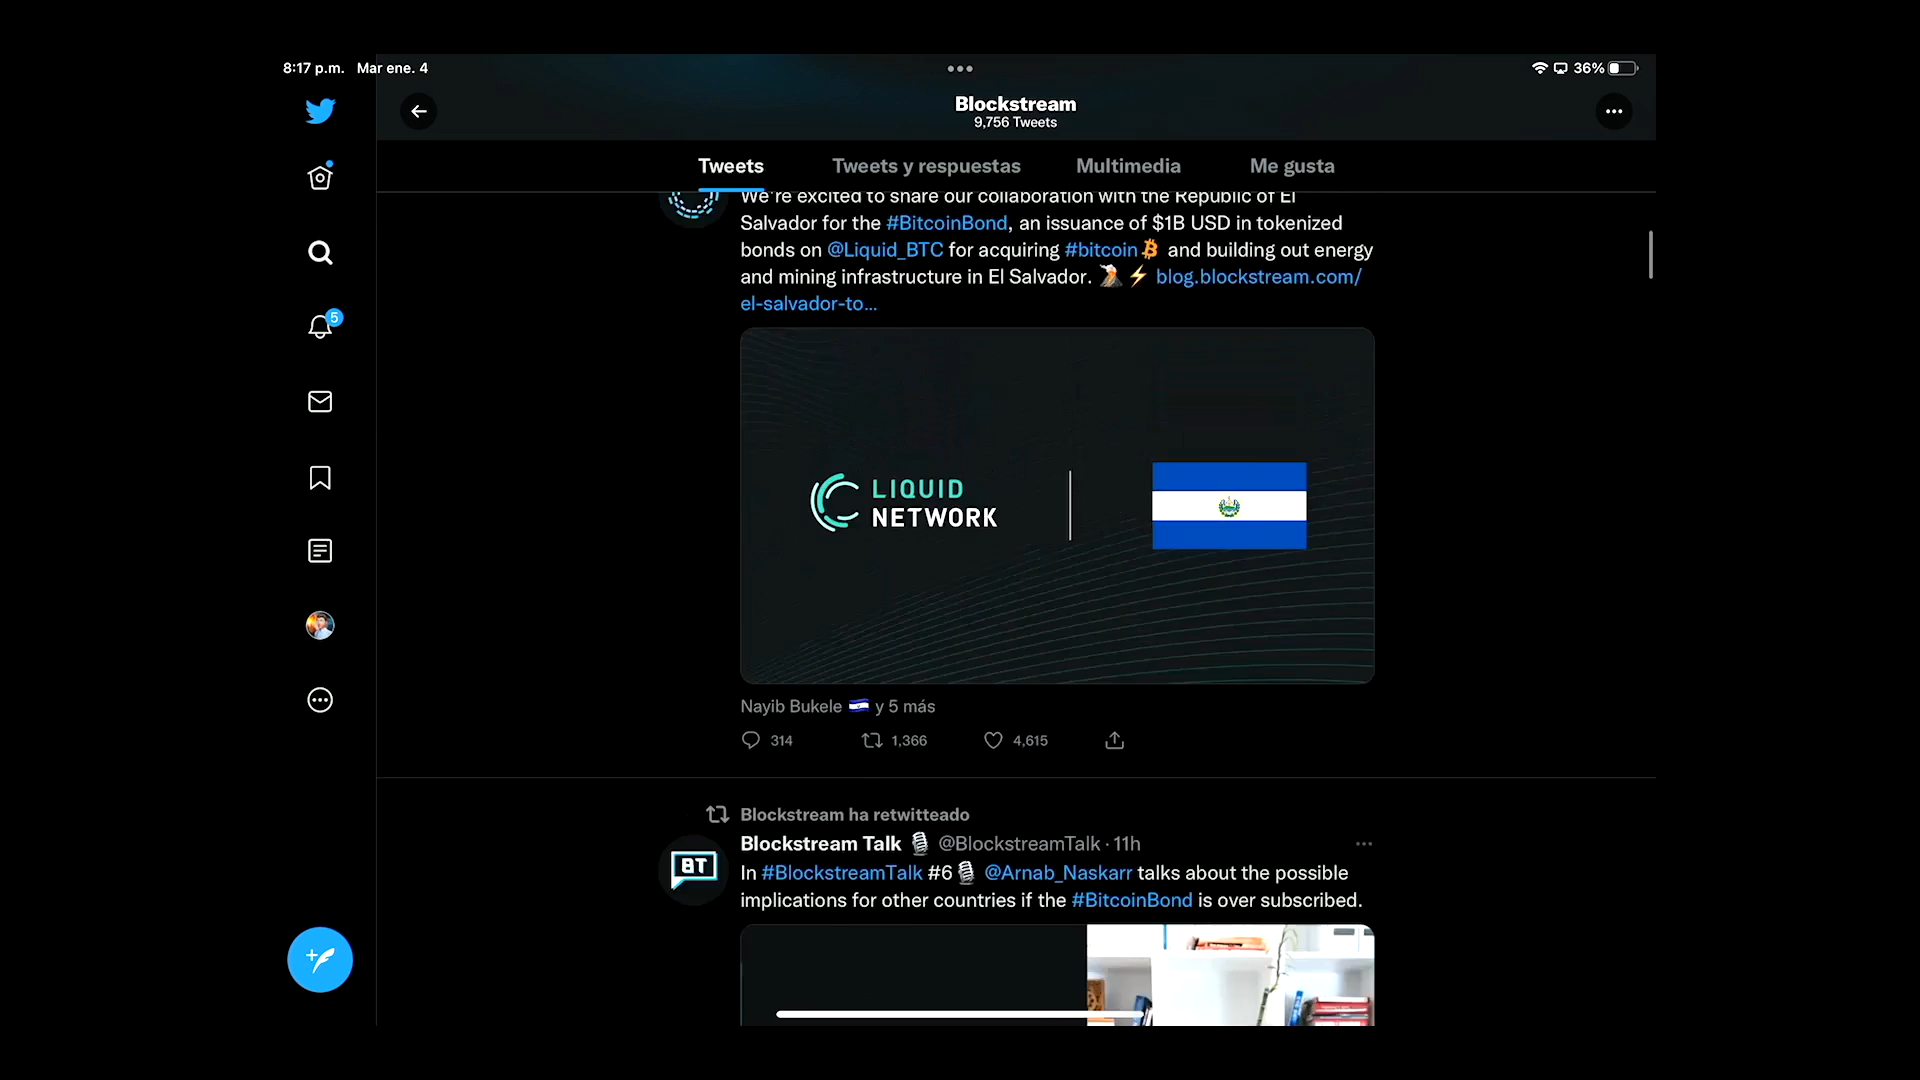 8:17 p.m. Mar ene. 4
36%
Blockstream
9,756 Tweets
Tweets
Tweets y respuestas
Multimedia
Me gusta
We're excited to share our collaboration with the Republic of El
Salvador for the #BitcoinBond, an issuance of $1B USD in tokenized
bonds on @Liquid_BTC for acquiring #bitcoin and building out energy
and mining infrastructure in El Salvador. 🌋⚡ blog.blockstream.com/
el-salvador-to...
LIQUID
NETWORK
Nayib Bukele 🇸🇻 y 5 más
314
1,366
4,615
5
Blockstream ha retwitteado
Blockstream Talk 🎙 @BlockstreamTalk · 11h
BT
In #BlockstreamTalk #6🎙 @Arnab_Naskarr talks about the possible
implications for other countries if the #BitcoinBond is over subscribed.